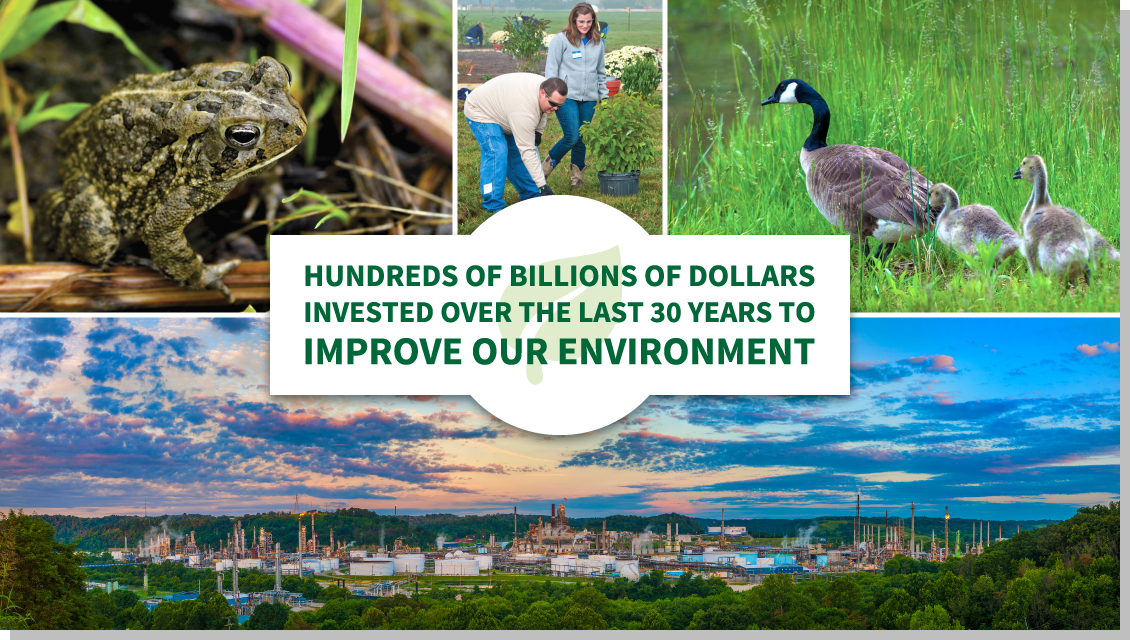 HUNDREDS OF BILLIONS OF DOLLARS
INVESTED OVER THE LAST 30 YEARS TO
IMPROVE OUR ENVIRONMENT